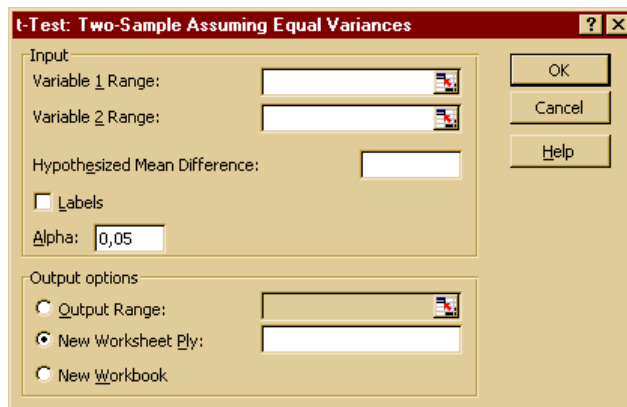 t-Test: Two-Sample Assuming Equal Variances
Input
Variable 1 Range:
Variable 2 Range:
Hypothesized Mean Difference:
Labels
Alpha: 0,05
Output options
Output Range:
New Worksheet Ply:
New Workbook
OK
Cancel
Help